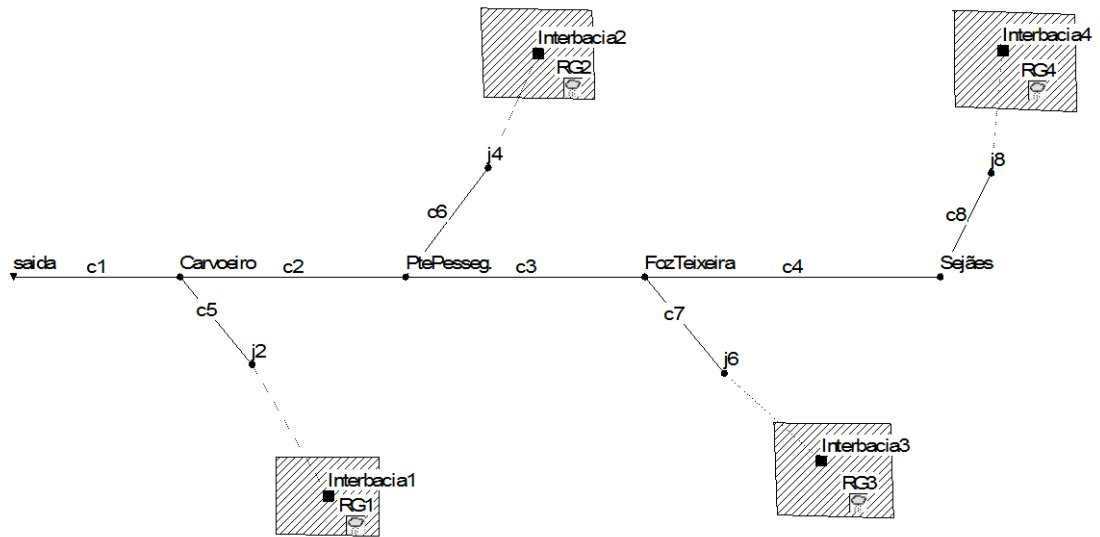 Interbacia2
RG2
Interbacia4
RG4
j4
j8
c6
c8
saida
c1
Carvoeiro
c2
PtePesseg.
c3
FozTeixeira
c4
Sejães
c5
c7
j2
j6
Interbacia3
RG3
Interbacia1
RG1